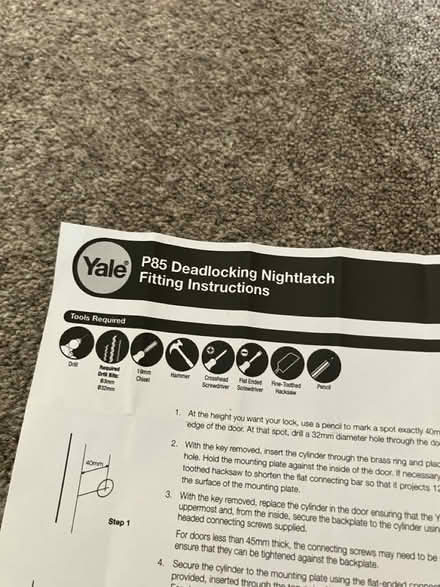 Yale®
P85 Deadlocking Nightlatch
Fitting Instructions
Tools Required
Drill
Required
Drill Bits:
Ø3mm
Ø32mm
19mm
Chisel
Hammer
Crosshead
Screwdriver
Flat Ended
Screwdriver
Fine-Toothed
Hacksaw
Pencil
1. At the height you want your lock, use a pencil to mark a spot exactly 40m
edge of the door. At that spot, drill a 32mm diameter hole through the do
2. With the key removed, insert the cylinder through the brass ring and place
hole. Hold the mounting plate against the inside of the door. If necessary
toothed hacksaw to shorten the flat connecting bar so that it projects 12
the surface of the mounting plate.
3. With the key removed, replace the cylinder in the door ensuring that the Y
uppermost and, from the inside, secure the backplate to the cylinder using
headed connecting screws supplied.
For doors less than 45mm thick, the connecting screws may need to be
ensure that they can be tightened against the backplate.
4. Secure the cylinder to the mounting plate using the flat-ended connect
provided, inserted through the
40mm
Step 1